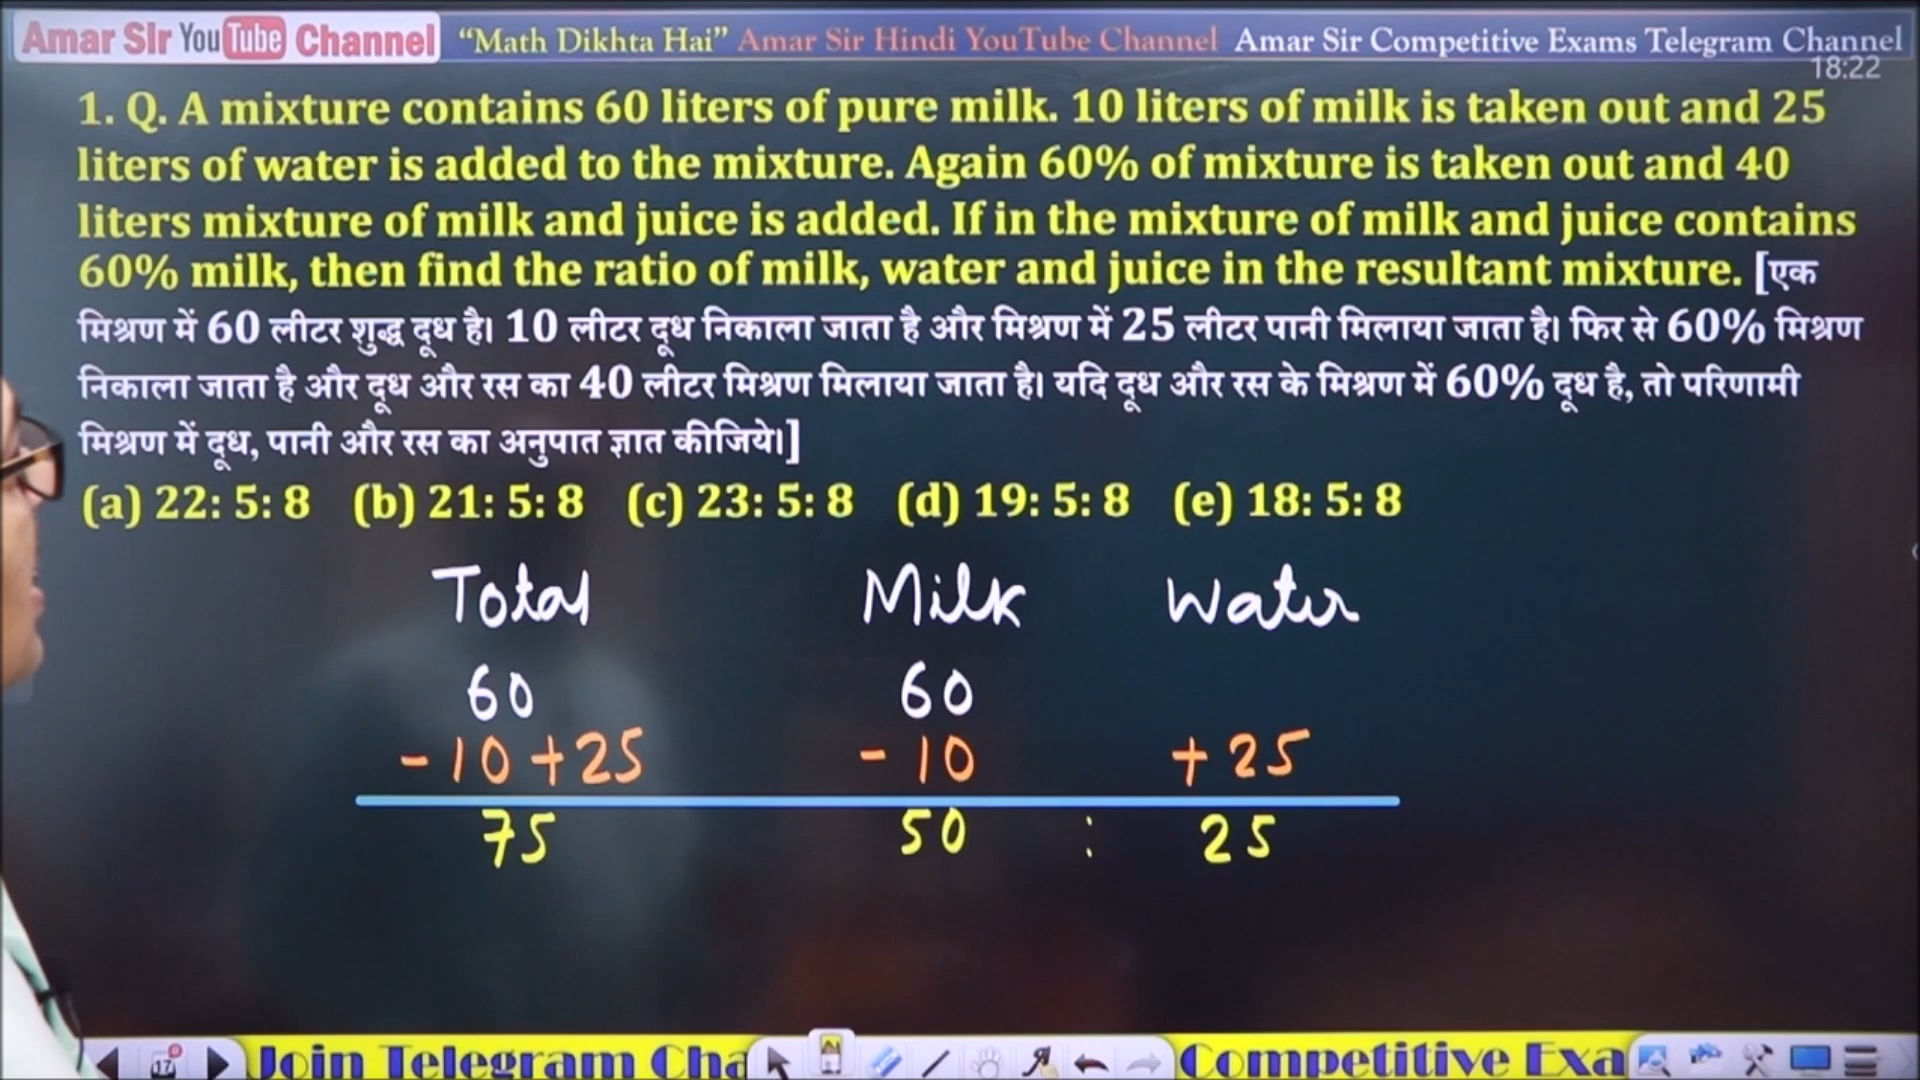 Amar SIr YouTube Channel "Math Dikhta Hai" Amar Sir Hindi YouTube Channel Amar Sir Competitive Exams Telegram Channel
18:22
1. Q. A mixture contains 60 liters of pure milk. 10 liters of milk is taken out and 25
liters of water is added to the mixture. Again 60% of mixture is taken out and 40
liters mixture of milk and juice is added. If in the mixture of milk and juice contains
60% milk, then find the ratio of milk, water and juice in the resultant mixture. [एक
मिश्रण में 60 लीटर शुद्ध दूध है। 10 लीटर दूध निकाला जाता है और मिश्रण में 25 लीटर पानी मिलाया जाता है। फिर से 60% मिश्रण
निकाला जाता है और दूध और रस का 40 लीटर मिश्रण मिलाया जाता है। यदि दूध और रस के मिश्रण में 60% दूध है, तो परिणामी
मिश्रण में दूध, पानी और रस का अनुपात ज्ञात कीजिये।]
(a) 22: 5: 8 (b) 21: 5: 8 (c) 23: 5: 8 (d) 19: 5: 8 (e) 18: 5: 8
Total Milk Water
60 60
- 10 + 25 - 10 + 25
75 50 : 25
17 Join Telegram Cha Competitive Exa